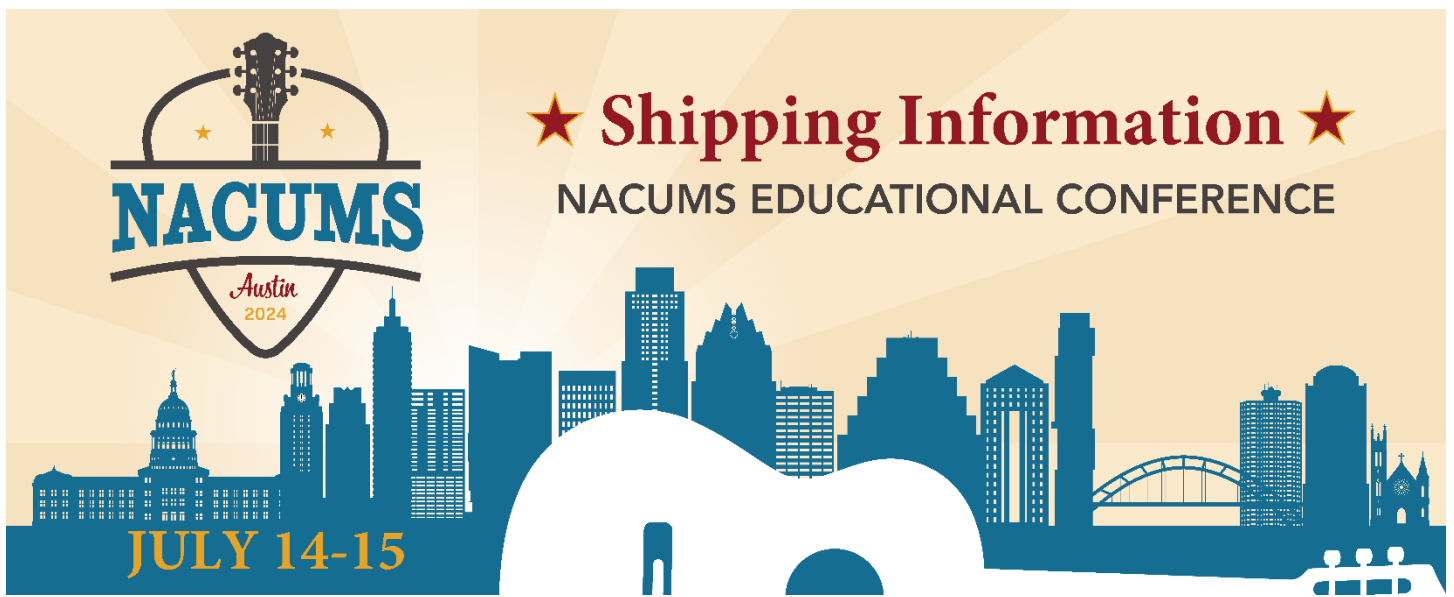 NACUMS
Austin
2024
Shipping Information
NACUMS EDUCATIONAL CONFERENCE
JULY 14-15